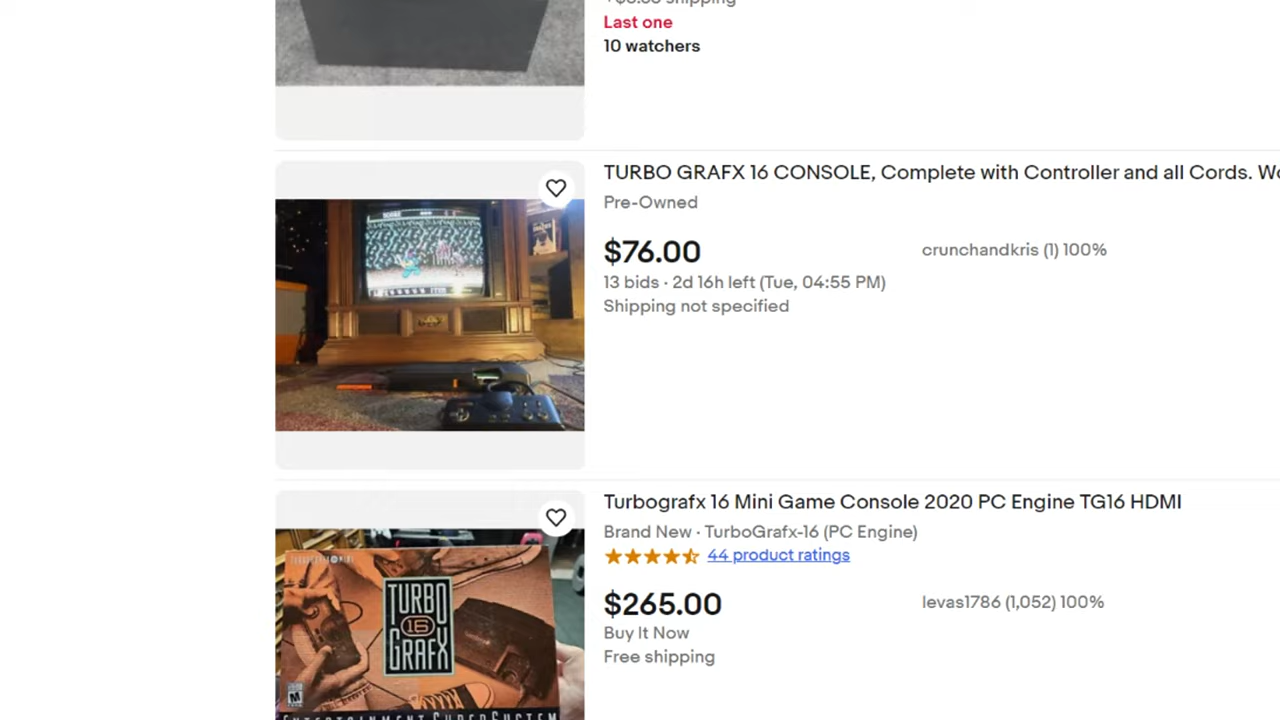 Last one
10 watchers
TURBO GRAFX 16 CONSOLE, Complete with Controller and all Cords.
Pre-Owned
$76.00
crunchandkris (1) 100%
13 bids · 2d 16h left (Tue, 04:55 PM)
Shipping not specified
Turbografx 16 Mini Game Console 2020 PC Engine TG16 HDMI
Brand New · TurboGrafx-16 (PC Engine)
44 product ratings
$265.00
levas1786 (1,052) 100%
Buy It Now
Free shipping
TURBO
16
GRAFX
M
ENTERTAINMENT SUPERSYSTEM